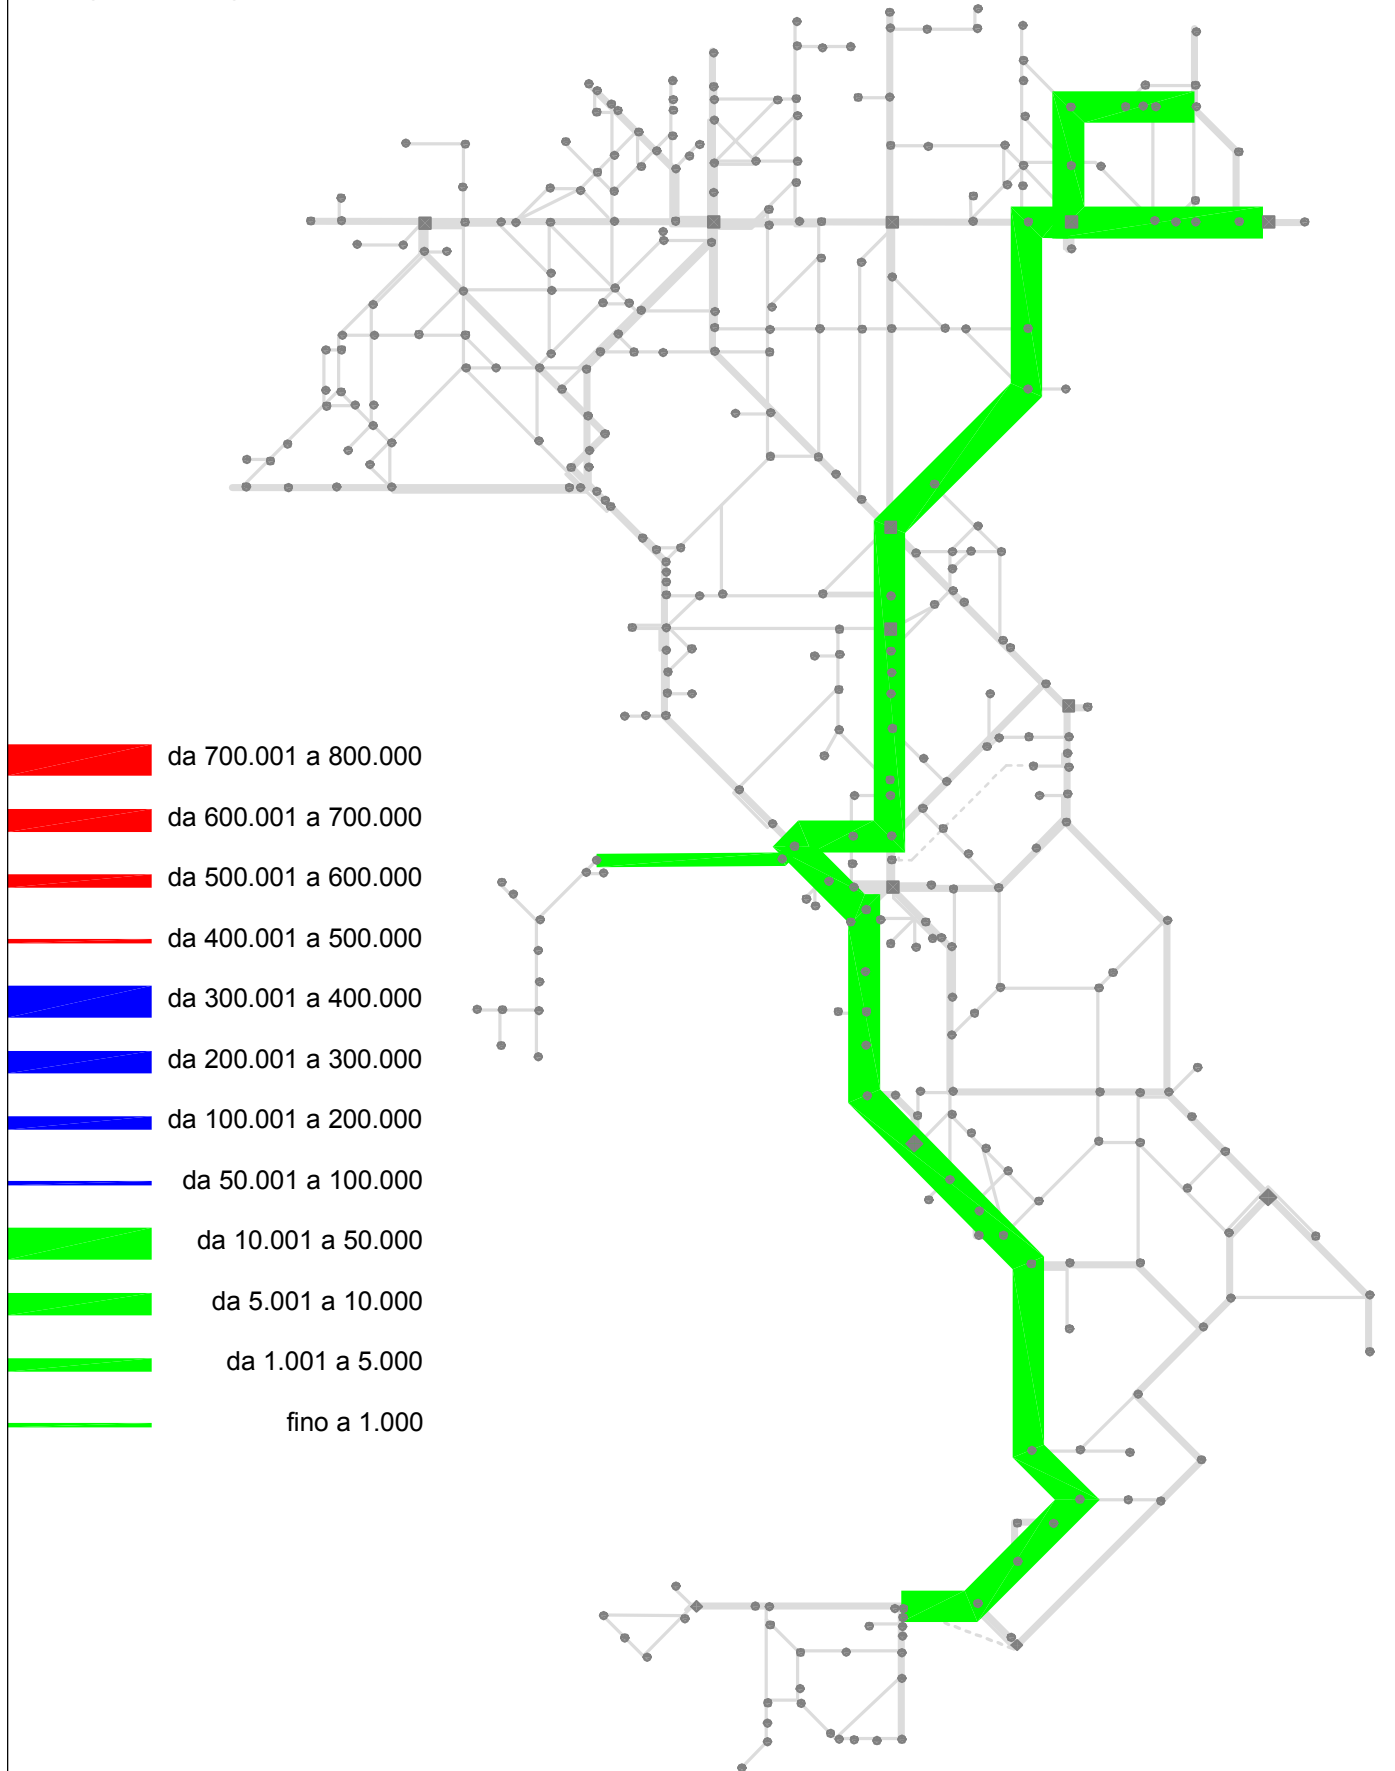 da 700.001 a 800.000
da 600.001 a 700.000
da 500.001 a 600.000
da 400.001 a 500.000
da 300.001 a 400.000
da 200.001 a 300.000
da 100.001 a 200.000
da 50.001 a 100.000
da 10.001 a 50.000
da 5.001 a 10.000
da 1.001 a 5.000
fino a 1.000